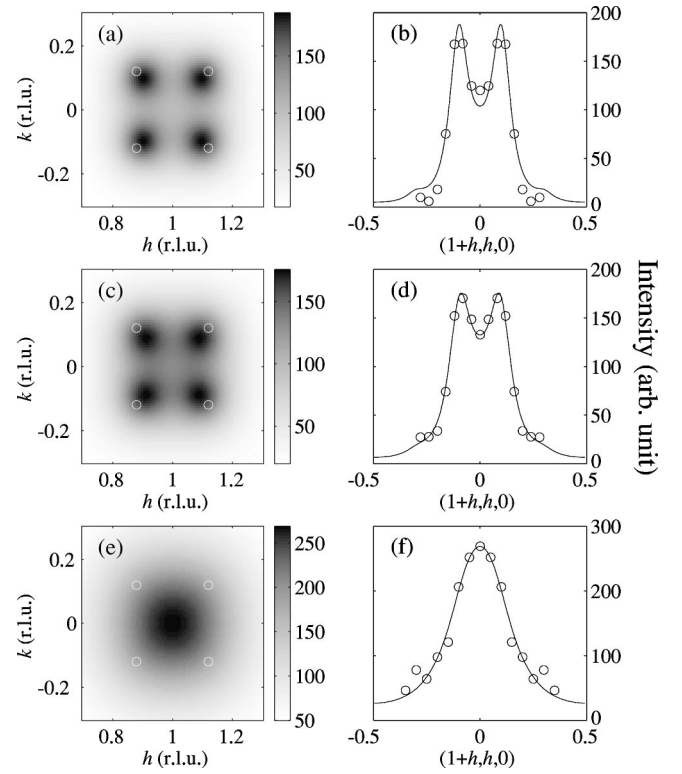 (a)
0.2
0
-0.2
k (r.l.u.)
0.8 1 1.2
h (r.l.u.)
150
100
50
(b)
200
150
100
50
0
-0.5 0 0.5
(1+h,h,0)
(c)
0.2
0
-0.2
k (r.l.u.)
0.8 1 1.2
h (r.l.u.)
150
100
50
(d)
200
150
100
50
0
-0.5 0 0.5
(1+h,h,0)
Intensity (arb. unit)
(e)
0.2
0
-0.2
k (r.l.u.)
0.8 1 1.2
h (r.l.u.)
250
200
150
100
50
(f)
300
200
100
0
-0.5 0 0.5
(1+h,h,0)